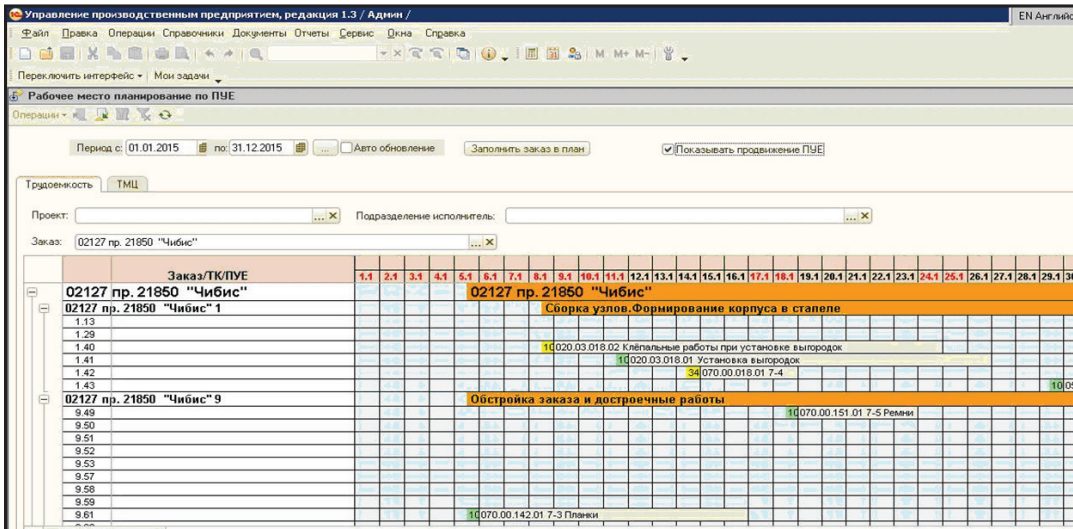 Управление производственным предприятием, редакция 1.3 / Админ /
EN Английс
Файл Правка Операции Справочники Документы Отчеты Сервис Окна Справка
M M+ M-
Переключить интерфейс Мои задачи
Рабочее место планирование по ПУЕ
Операции
Период с: 01.01.2015 по: 31.12.2015 ... Авто обновление Заполнить заказ в план Показывать продвижение ПУЕ
Трудоемкость ТМЦ
Проект: ... × Подразделение исполнитель: ... ×
Заказ: 02127 пр. 21850 "Чибис" ... ×
Заказ/ТК/ПУЕ 1.1 2.1 3.1 4.1 5.1 6.1 7.1 8.1 9.1 10.1 11.1 12.1 13.1 14.1 15.1 16.1 17.1 18.1 19.1 20.1 21.1 22.1 23.1 24.1 25.1 26.1 27.1 28.1 29.1
02127 пр. 21850 "Чибис" 02127 пр. 21850 "Чибис"
02127 пр. 21850 "Чибис" 1 Сборка узлов.Формирование корпуса в стапеле
1.13
1.29
1.40 020.03.018.02 Клёпальные работы при установке выгородок
1.41 020.03.018.01 Установка выгородок
1.42 34 070.00.018.01 7-4
1.43 10
02127 пр. 21850 "Чибис" 9 Обстройка заказа и достроечные работы
9.49 070.00.151.01 7-5 Ремни
9.50
9.51
9.52
9.53
9.57
9.58
9.59
9.61 070.00.142.01 7-3 Планки